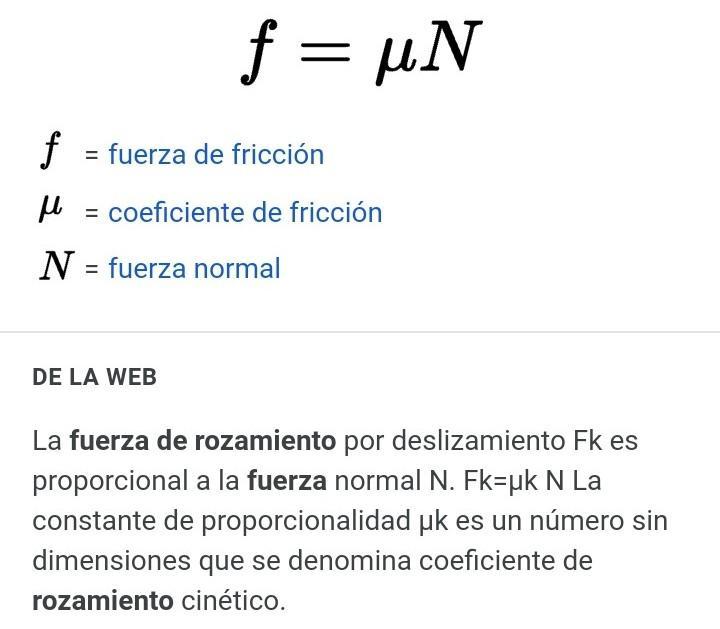 f = μN
f = fuerza de fricción
μ = coeficiente de fricción
N = fuerza normal
DE LA WEB
La fuerza de rozamiento por deslizamiento Fk es
proporcional a la fuerza normal N. Fk=μk N La
constante de proporcionalidad μk es un número sin
dimensiones que se denomina coeficiente de
rozamiento cinético.